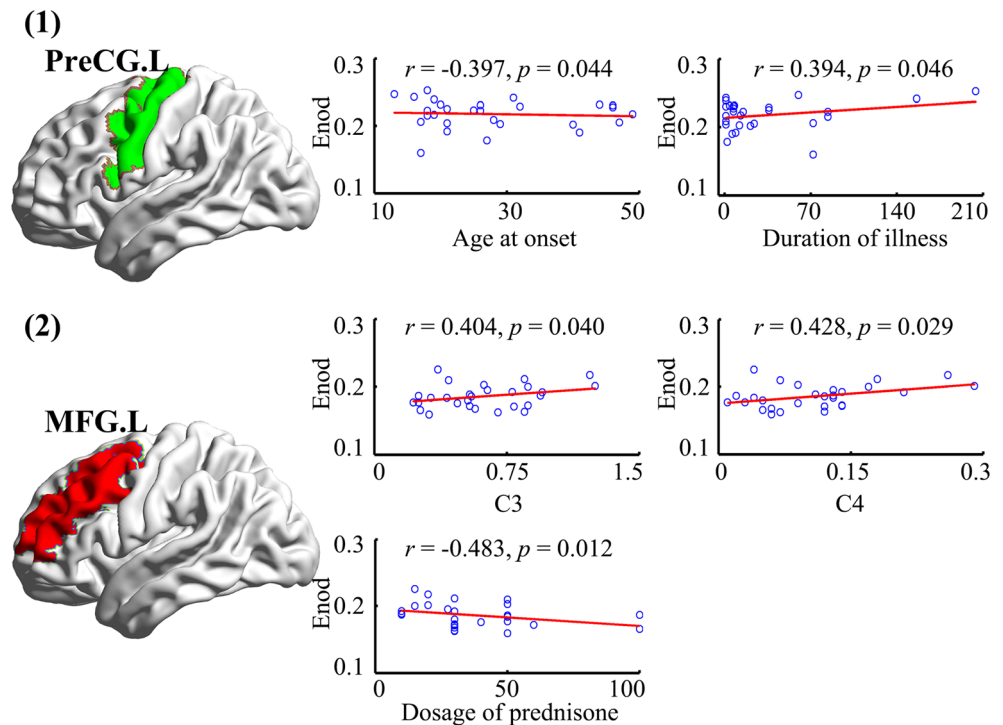 (1)
PreCG.L
r = -0.397, p = 0.044
Enod
0.3
0.2
0.1
10 30 50
Age at onset
r = 0.394, p = 0.046
Enod
0.3
0.2
0.1
0 70 140 210
Duration of illness
(2)
MFG.L
r = 0.404, p = 0.040
Enod
0.3
0.2
0.1
0 0.75 1.5
C3
r = 0.428, p = 0.029
Enod
0.3
0.2
0.1
0 0.15 0.3
C4
r = -0.483, p = 0.012
Enod
0.3
0.2
0.1
0 50 100
Dosage of prednisone